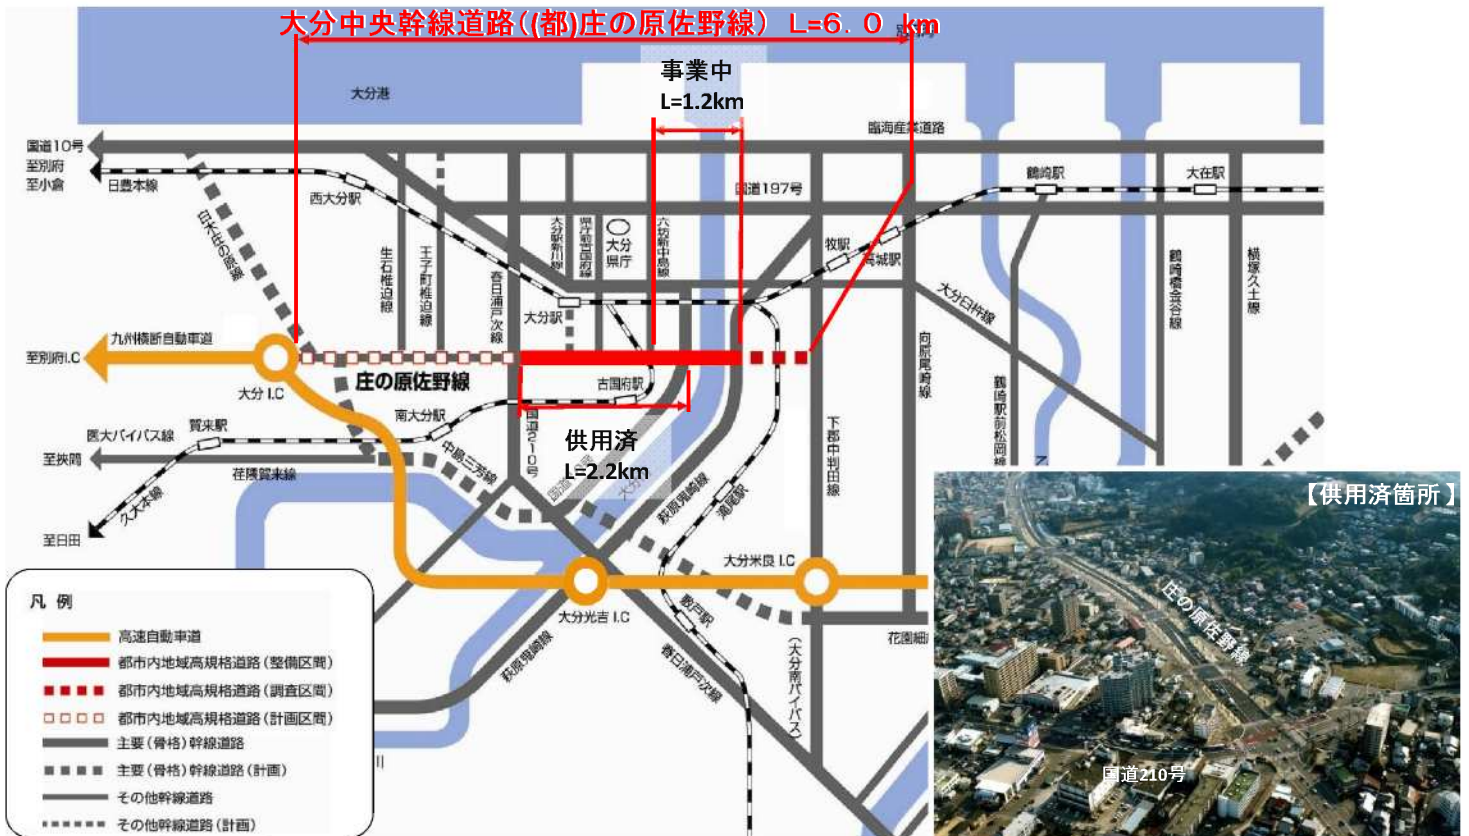 大分中央幹線道路((都)庄の原佐野線) L=6.0 km
事業中
L=1.2km
大分港
臨海産業道路
国道10号
至別府
至小倉
日豊本線
西大分駅
国道197号
鶴崎駅
大在駅
白木庄の原線
生石椎迫線
王子町椎迫線
春日浦戸次線
大分駅新川線
県庁前古国府線
大分
県庁
六坊新中島線
牧駅
高城駅
鶴崎橋金谷線
横塚久土線
大分臼杵線
大分駅
九州横断自動車道
至別府I.C
大分 I.C
庄の原佐野線
古国府駅
向原尾崎線
鶴崎駅前松岡線
南大分駅
賀来駅
医大バイパス線
至挾間
荏隈賀来線
中島三芳線
国道210号
供用済
L=2.2km
下郡中判田線
久大本線
至日田
萩原鬼崎線
滝尾駅
大分米良 I.C
大分光吉 I.C
敷戸駅
萩原鬼崎線
春日浦戸次線
(大分南バイパス)
花園細
川
凡 例
高速自動車道
都市内地域高規格道路(整備区間)
都市内地域高規格道路(調査区間)
都市内地域高規格道路(計画区間)
主要(骨格)幹線道路
主要(骨格)幹線道路(計画)
その他幹線道路
その他幹線道路(計画)
【供用済箇所】
庄の原佐野線
国道210号